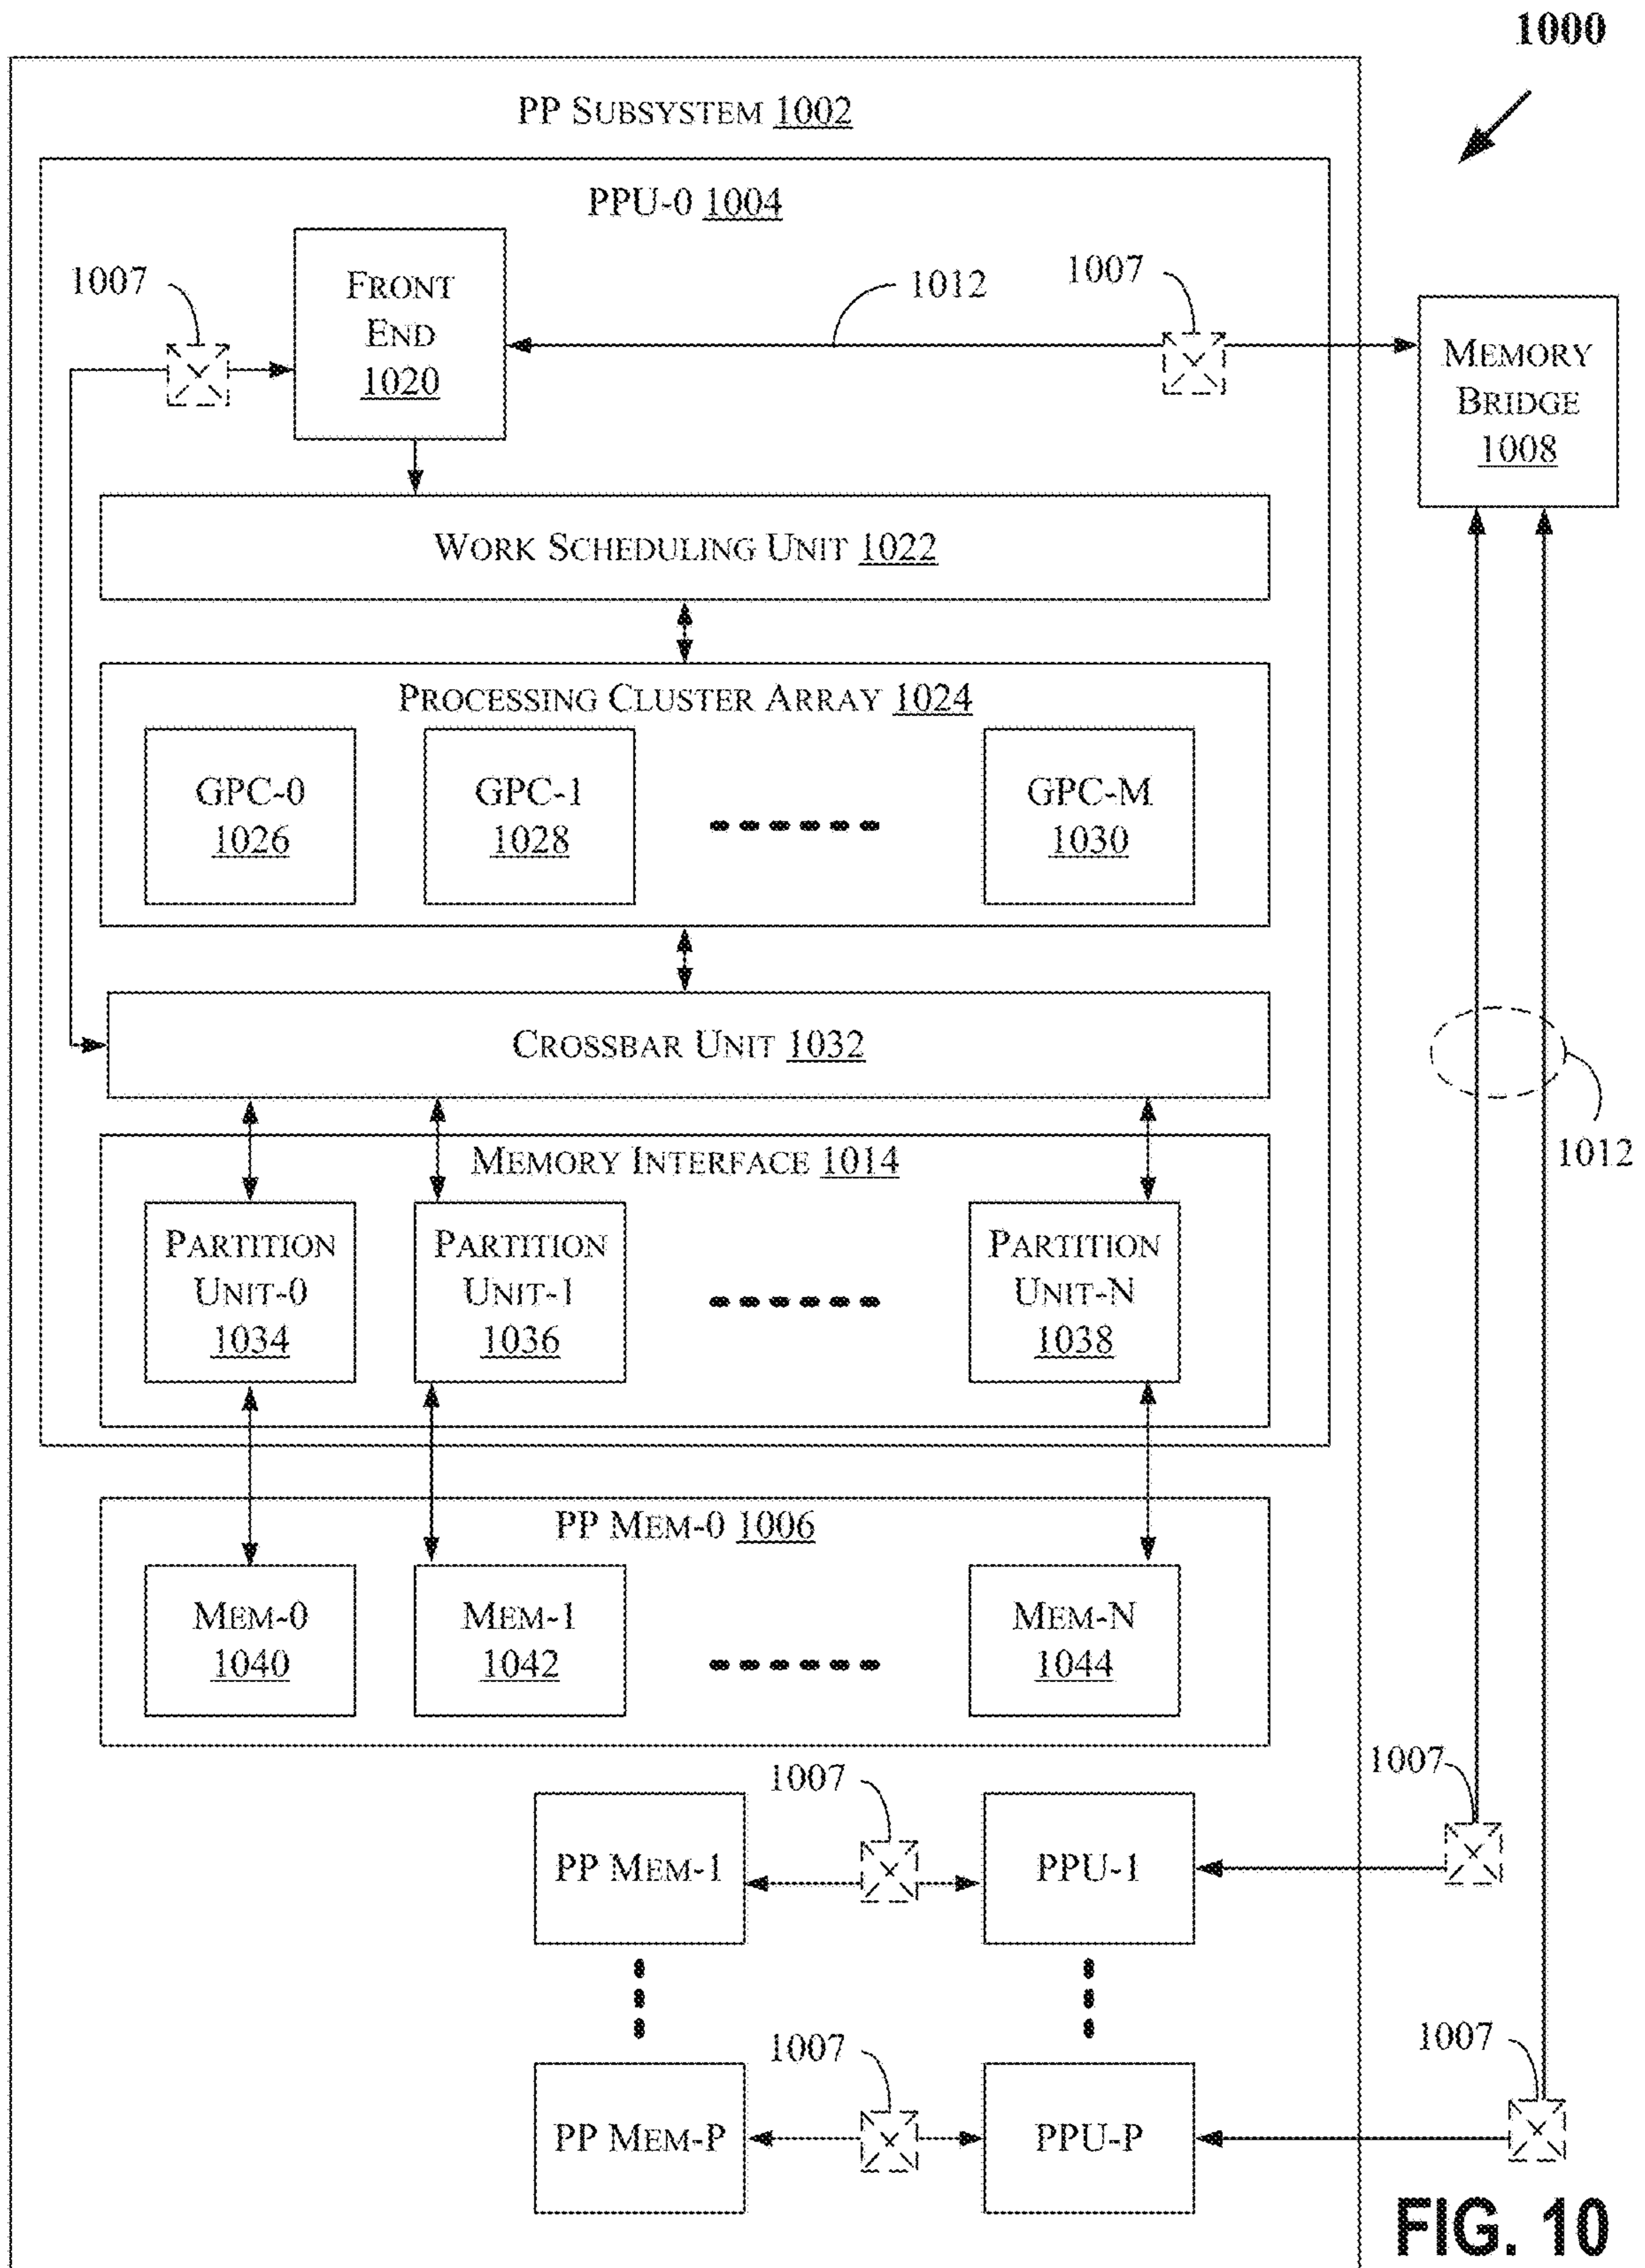 1000
PP SUBSYSTEM 1002
PPU-0 1004
1007
FRONT
END
1020
1012
1007
MEMORY
BRIDGE
1008
WORK SCHEDULING UNIT 1022
PROCESSING CLUSTER ARRAY 1024
GPC-0
1026
GPC-1
1028
GPC-M
1030
CROSSBAR UNIT 1032
1012
MEMORY INTERFACE 1014
PARTITION
UNIT-0
1034
PARTITION
UNIT-1
1036
PARTITION
UNIT-N
1038
PP MEM-0 1006
MEM-0
1040
MEM-1
1042
MEM-N
1044
1007
1007
PP MEM-1
PPU-1
1007
1007
PP MEM-P
PPU-P
FIG. 10